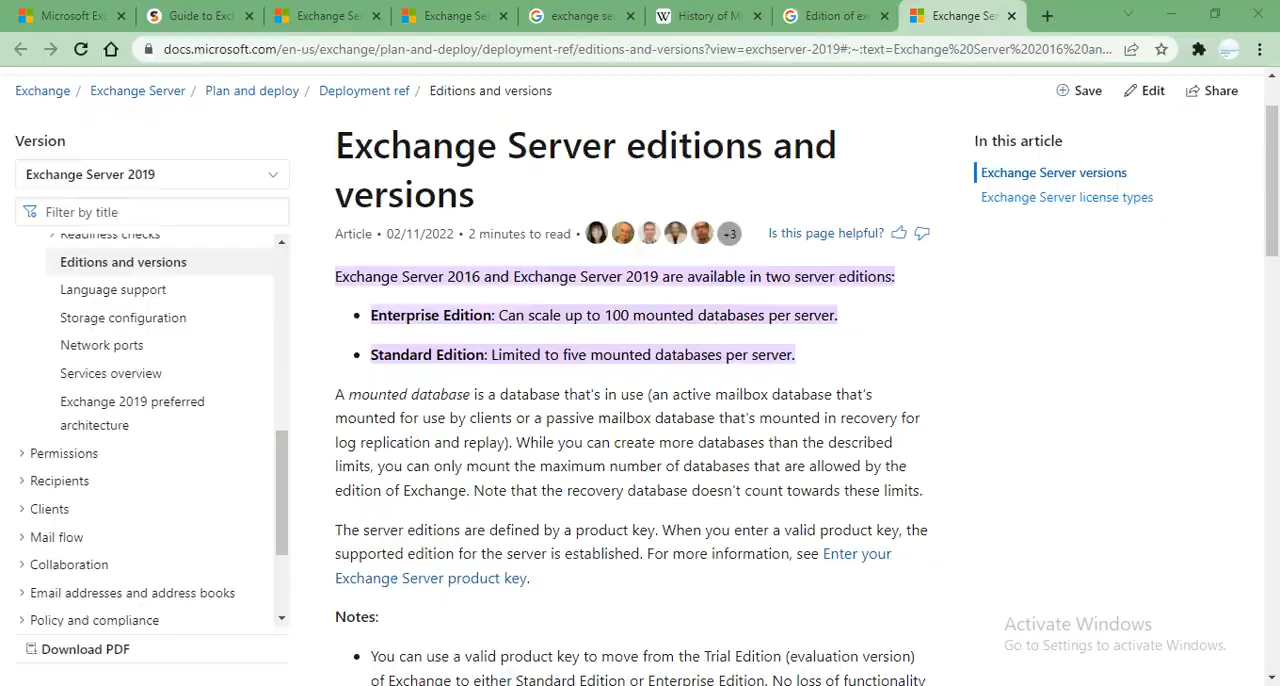 Microsoft Exc
Guide to Excl
Exchange Se
Exchange Ser
exchange se
History of M
Edition of ex
Exchange Ser
docs.microsoft.com/en-us/exchange/plan-and-deploy/deployment-ref/editions-and-versions?view=exchserver-2019#:~:text=Exchange%20Server%202016%20an...
Exchange / Exchange Server / Plan and deploy / Deployment ref / Editions and versions
Save
Edit
Share
Version
Exchange Server 2019
Filter by title
Readiness checks
Editions and versions
Language support
Storage configuration
Network ports
Services overview
Exchange 2019 preferred
architecture
Permissions
Recipients
Clients
Mail flow
Collaboration
Email addresses and address books
Policy and compliance
Download PDF
Exchange Server editions and
versions
Article • 02/11/2022 • 2 minutes to read • +3
Is this page helpful?
Exchange Server 2016 and Exchange Server 2019 are available in two server editions:
• Enterprise Edition: Can scale up to 100 mounted databases per server.
• Standard Edition: Limited to five mounted databases per server.
A mounted database is a database that's in use (an active mailbox database that's
mounted for use by clients or a passive mailbox database that's mounted in recovery for
log replication and replay). While you can create more databases than the described
limits, you can only mount the maximum number of databases that are allowed by the
edition of Exchange. Note that the recovery database doesn't count towards these limits.
The server editions are defined by a product key. When you enter a valid product key, the
supported edition for the server is established. For more information, see Enter your
Exchange Server product key.
Notes:
• You can use a valid product key to move from the Trial Edition (evaluation version)
of Exchange to either Standard Edition or Enterprise Edition. No loss of functionality
In this article
Exchange Server versions
Exchange Server license types
Activate Windows
Go to Settings to activate Windows.